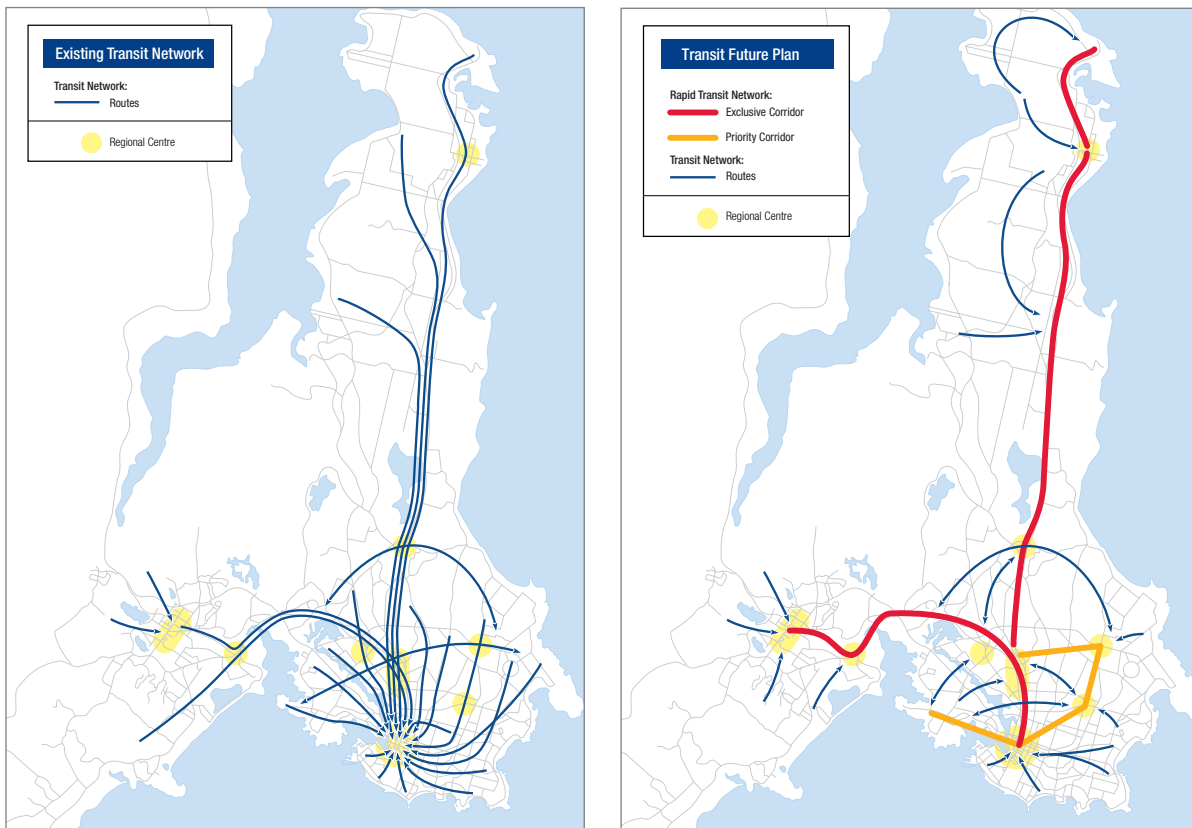 Existing Transit Network
Transit Network:
Routes
Regional Centre
Transit Future Plan
Rapid Transit Network:
Exclusive Corridor
Priority Corridor
Transit Network:
Routes
Regional Centre